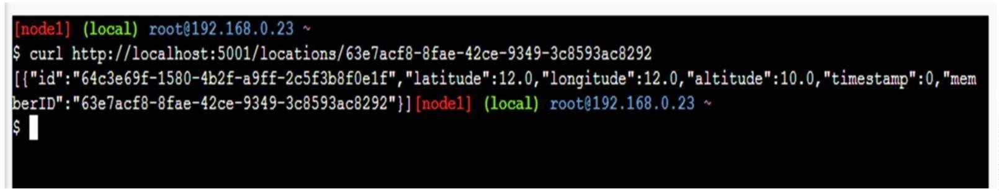 [node1] (local) root@192.168.0.23 ~
$ curl http://localhost:5001/locations/63e7acf8-8fae-42ce-9349-3c8593ac8292
[{"id":"64c3e69f-1580-4b2f-a9ff-2c5f3b8f0e1f","latitude":12.0,"longitude":12.0,"altitude":10.0,"timestamp":0,"mem
berID":"63e7acf8-8fae-42ce-9349-3c8593ac8292"}][node1] (local) root@192.168.0.23 ~
$